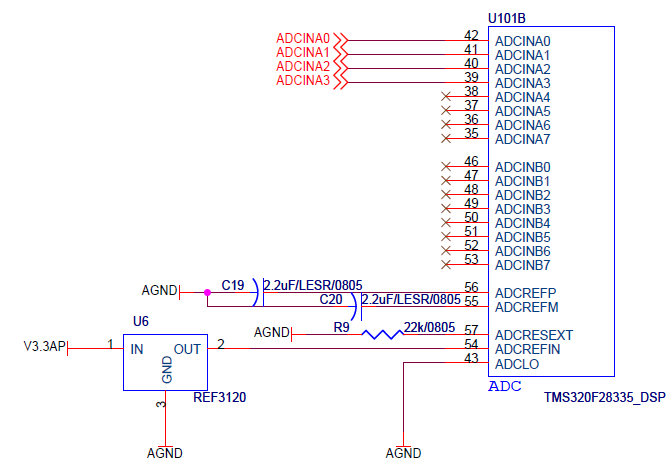 U101B
ADCINA0 42 ADCINA0
ADCINA1 41 ADCINA1
ADCINA2 40 ADCINA2
ADCINA3 39 ADCINA3
38 ADCINA4
37 ADCINA5
36 ADCINA6
35 ADCINA7
46 ADCINB0
47 ADCINB1
48 ADCINB2
49 ADCINB3
50 ADCINB4
51 ADCINB5
52 ADCINB6
53 ADCINB7
C19 2.2uF/LESR/0805
AGND 56 ADCREFP
C20 2.2uF/LESR/0805 55 ADCREFM
U6
AGND R9 22k/0805 57 ADCRESEXT
V3.3AP 1 IN OUT 2 54 ADCREFIN
43 ADCLO
GND
ADC
REF3120 TMS320F28335_DSP
3
AGND AGND